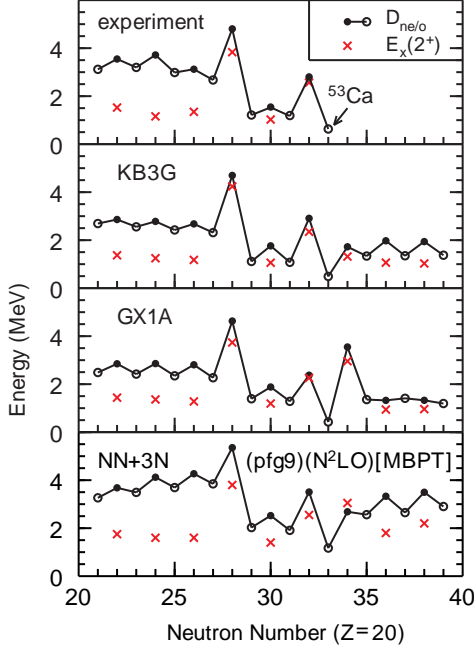 experiment
D_ne/o
E_x(2⁺)
⁵³Ca
4
2
0
KB3G
4
2
0
GX1A
4
2
0
NN+3N (pfg9)(N²LO)[MBPT]
4
2
0
Energy (MeV)
20 25 30 35 40
Neutron Number (Z=20)